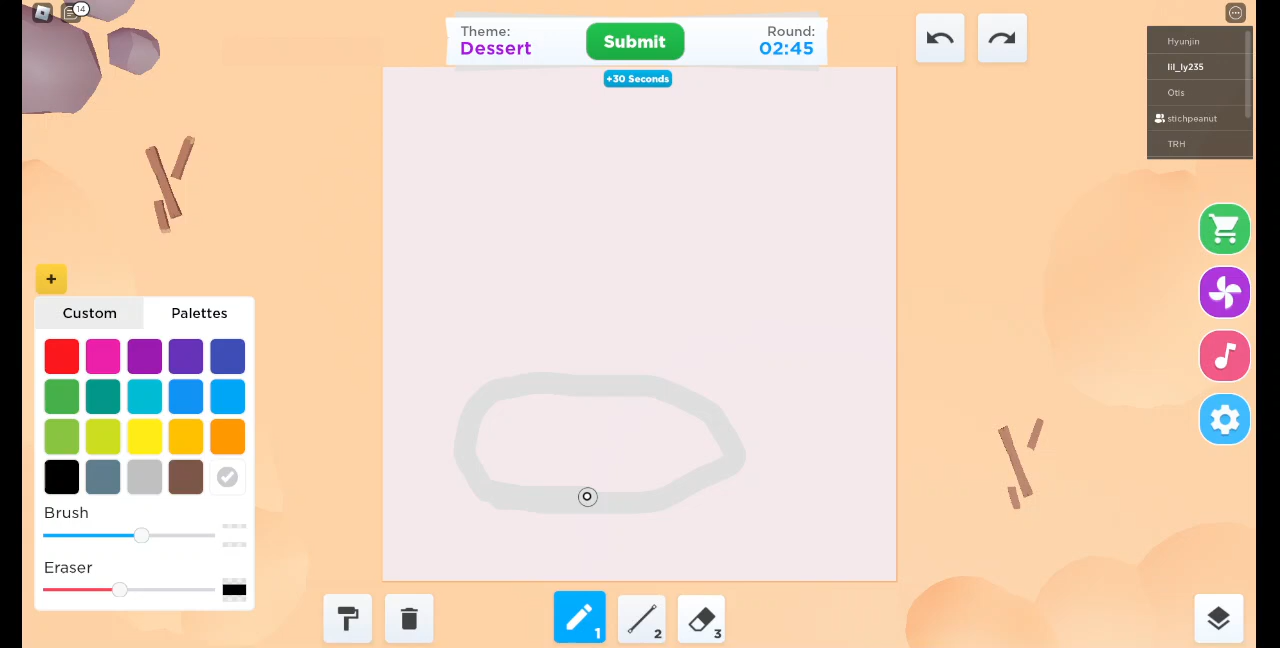 14
Theme:
Dessert
Submit
Round:
02:45
+30 Seconds
Hyunjin
lil_ly235
Otis
stichpeanut
TRH
+
Custom
Palettes
Brush
Eraser
1
2
3